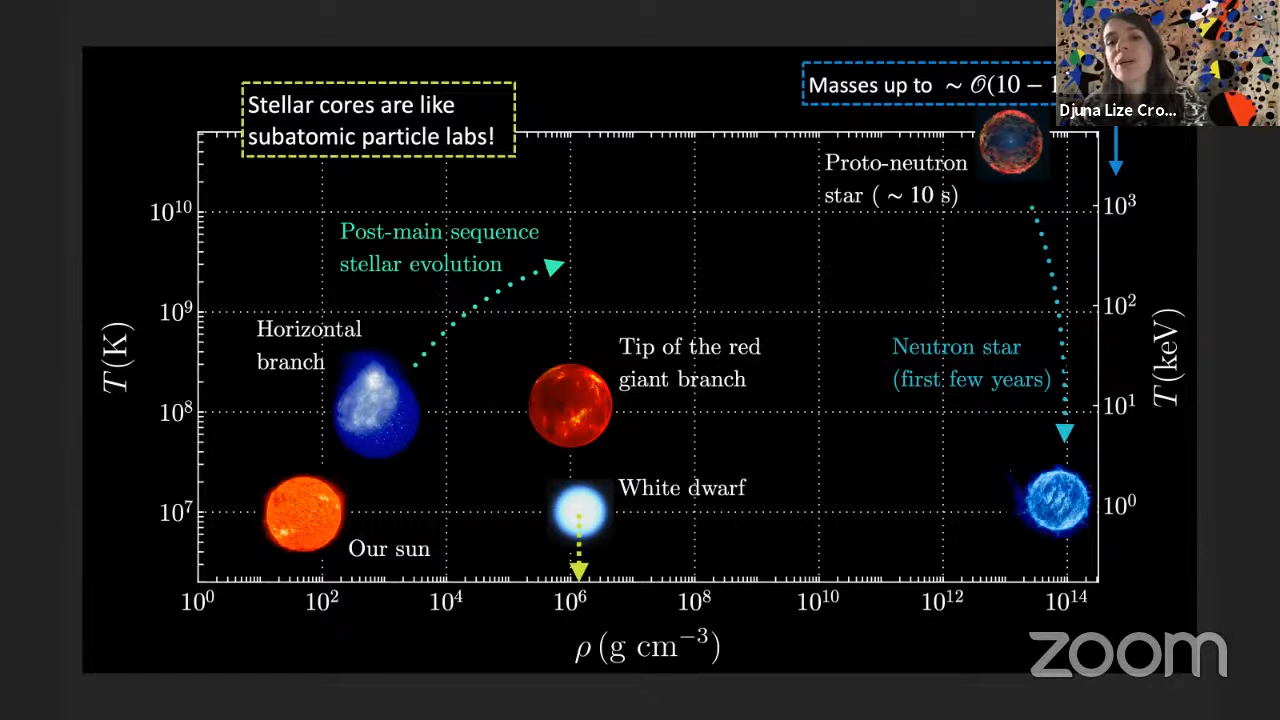 Stellar cores are like
subatomic particle labs!
Masses up to ∼ 𝒪(10 −
Djuna Lize Cro...
Proto-neutron
star ( ∼ 10 s)
Post-main sequence
stellar evolution
Horizontal
branch
Tip of the red
giant branch
Neutron star
(first few years)
White dwarf
Our sun
T(K)
10¹⁰
10⁹
10⁸
10⁷
T(keV)
10³
10²
10¹
10⁰
10⁰ 10² 10⁴ 10⁶ 10⁸ 10¹⁰ 10¹² 10¹⁴
ρ (g cm⁻³)
zoom